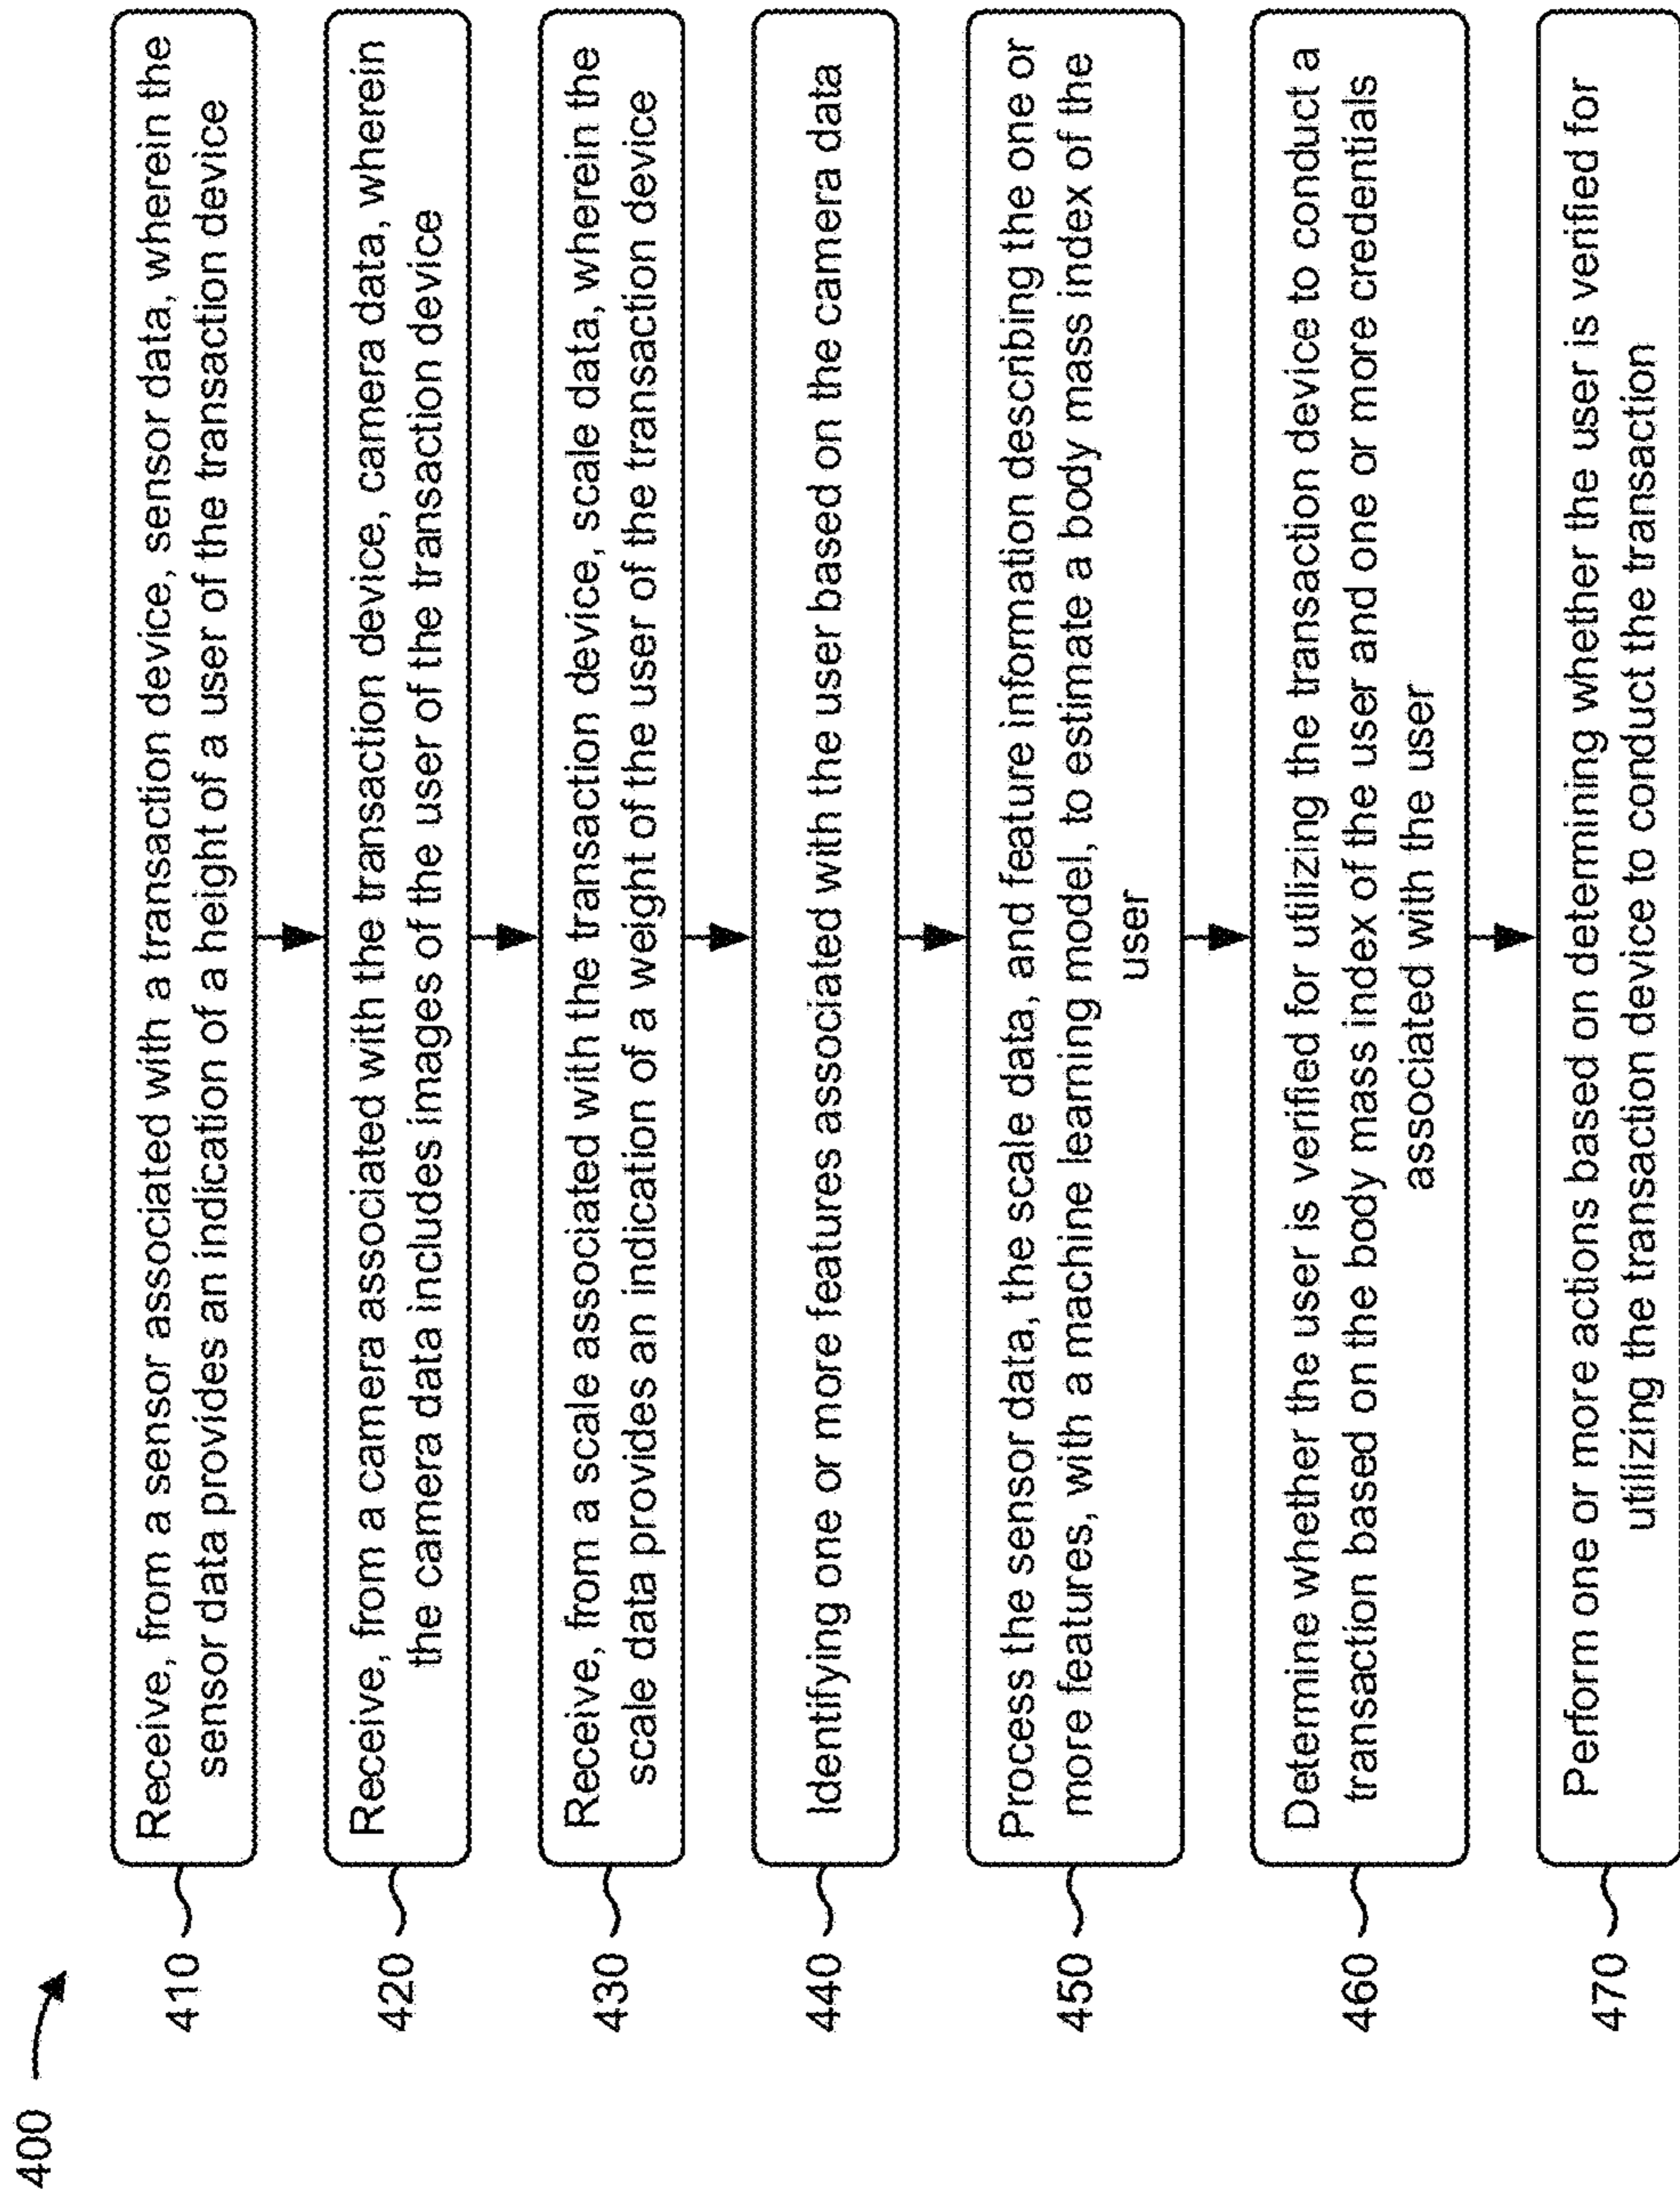 400
410
Receive, from a sensor associated with a transaction device, sensor data, wherein the
sensor data provides an indication of a height of a user of the transaction device
420
Receive, from a camera associated with the transaction device, camera data, wherein
the camera data includes images of the user of the transaction device
430
Receive, from a scale associated with the transaction device, scale data, wherein the
scale data provides an indication of a weight of the user of the transaction device
440
Identifying one or more features associated with the user based on the camera data
450
Process the sensor data, the scale data, and feature information describing the one or
more features, with a machine learning model, to estimate a body mass index of the
user
460
Determine whether the user is verified for utilizing the transaction device to conduct a
transaction based on the body mass index of the user and one or more credentials
associated with the user
470
Perform one or more actions based on determining whether the user is verified for
utilizing the transaction device to conduct the transaction